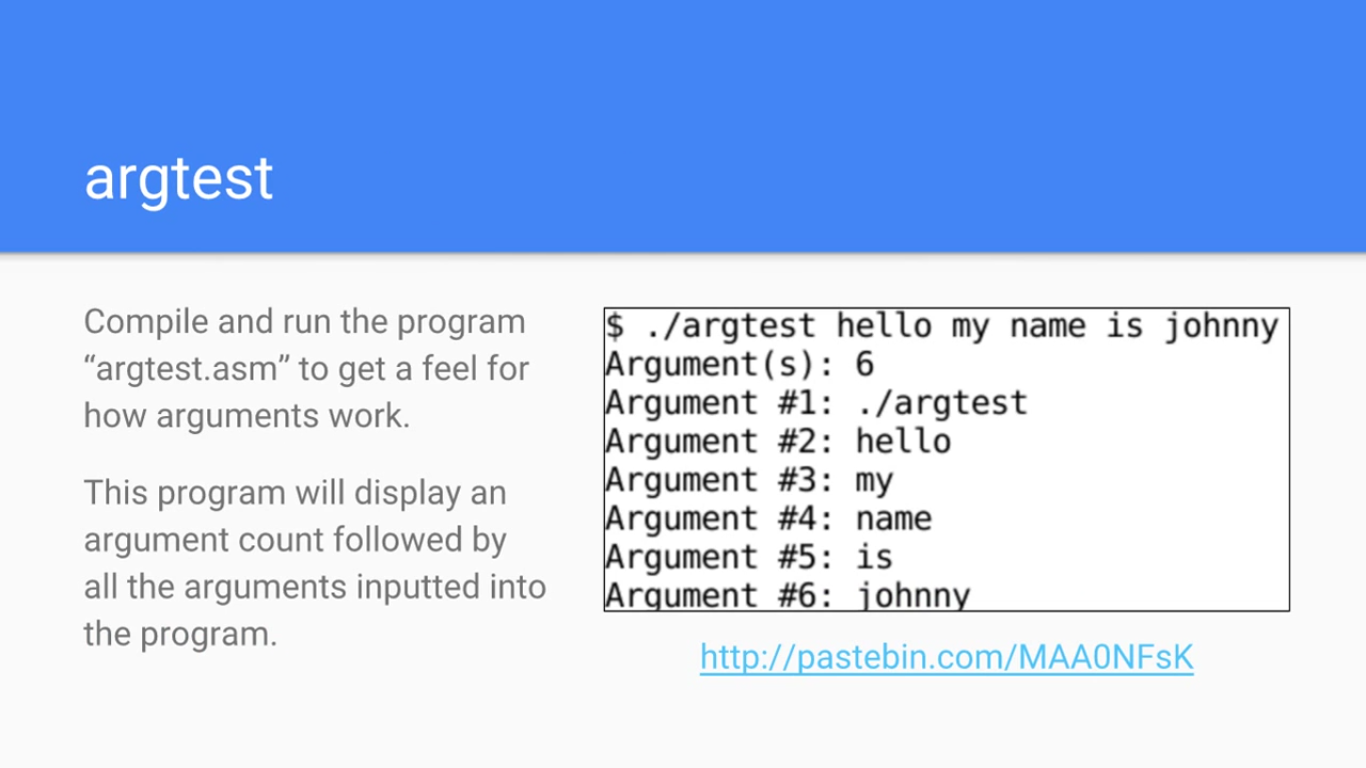 argtest
Compile and run the program
“argtest.asm” to get a feel for
how arguments work.
This program will display an
argument count followed by
all the arguments inputted into
the program.
$ ./argtest hello my name is johnny
Argument(s): 6
Argument #1: ./argtest
Argument #2: hello
Argument #3: my
Argument #4: name
Argument #5: is
Argument #6: johnny
http://pastebin.com/MAA0NFsK